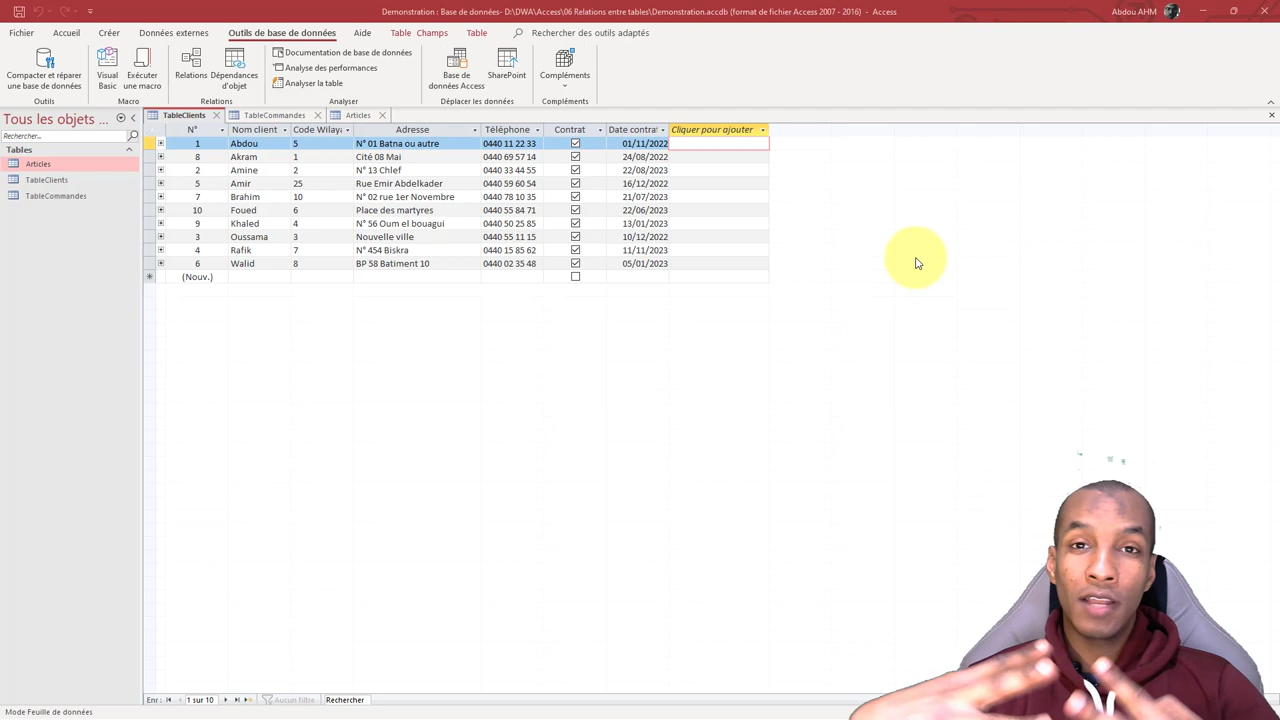 Demonstration : Base de données- D:\DWA\Access\06 Relations entre tables\Demonstration.accdb (format de fichier Access 2007 - 2016) - Access
Abdou AHM
Fichier Accueil Créer Données externes Outils de base de données Aide Table Champs Table Rechercher des outils adaptés
Compacter et réparer une base de données
Outils
Visual Basic
Exécuter une macro
Macro
Relations
Dépendances d'objet
Relations
Documentation de base de données
Analyse des performances
Analyser la table
Analyser
Base de données Access
SharePoint
Déplacer les données
Compléments
Compléments
Tous les objets ...
Rechercher...
Tables
Articles
TableClients
TableCommandes
TableClients TableCommandes Articles
N° Nom client Code Wilaya Adresse Téléphone Contrat Date contrat Cliquer pour ajouter
1 Abdou 5 N° 01 Batna ou autre 0440 11 22 33 01/11/2022
8 Akram 1 Cité 08 Mai 0440 69 57 14 24/08/2022
2 Amine 2 N° 13 Chlef 0440 33 44 55 22/08/2023
5 Amir 25 Rue Emir Abdelkader 0440 59 60 54 16/12/2022
7 Brahim 10 N° 02 rue 1er Novembre 0440 78 10 35 21/07/2023
10 Foued 6 Place des martyres 0440 55 84 71 22/06/2023
9 Khaled 4 N° 56 Oum el bouagui 0440 50 25 85 13/01/2023
3 Oussama 3 Nouvelle ville 0440 55 11 15 10/12/2022
4 Rafik 7 N° 454 Biskra 0440 15 85 62 11/11/2023
6 Walid 8 BP 58 Batiment 10 0440 02 35 48 05/01/2023
(Nouv.)
Enr : 1 sur 10 Aucun filtre Rechercher
Mode Feuille de données